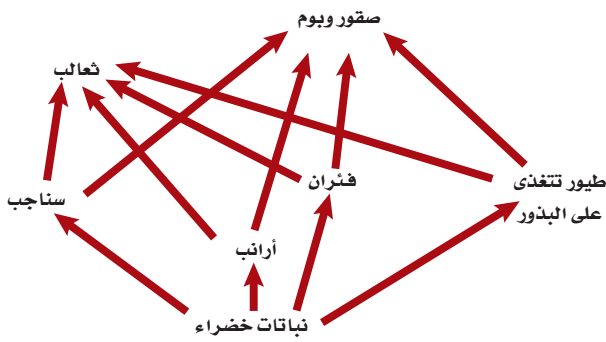 صقور وبوم
ثعالب
فئران
طيور تتغذى
على البذور
سناجب
أرانب
نباتات خضراء